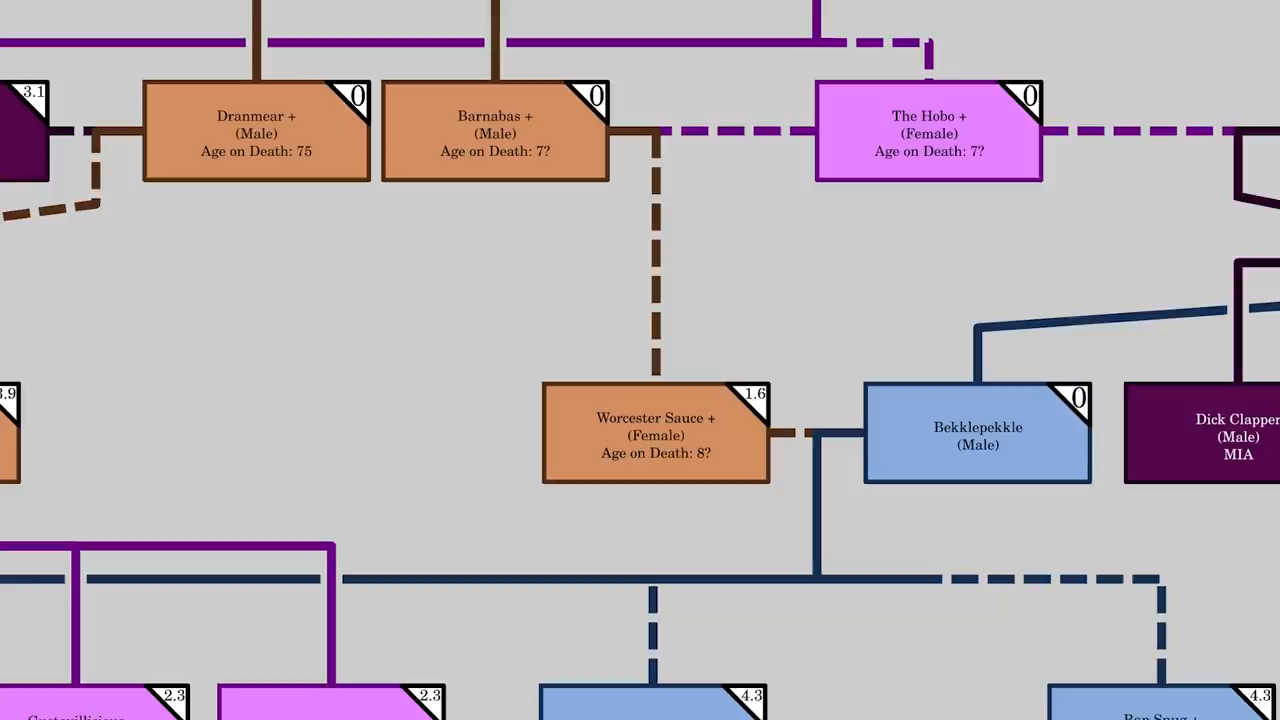 3.1
0
Dranmear +
(Male)
Age on Death: 75
0
Barnabas +
(Male)
Age on Death: 7?
0
The Hobo +
(Female)
Age on Death: 7?
3.9
1.6
Worcester Sauce +
(Female)
Age on Death: 8?
0
Bekklepekkle
(Male)
Dick Clapper
(Male)
MIA
2.3
2.3
4.3
4.3